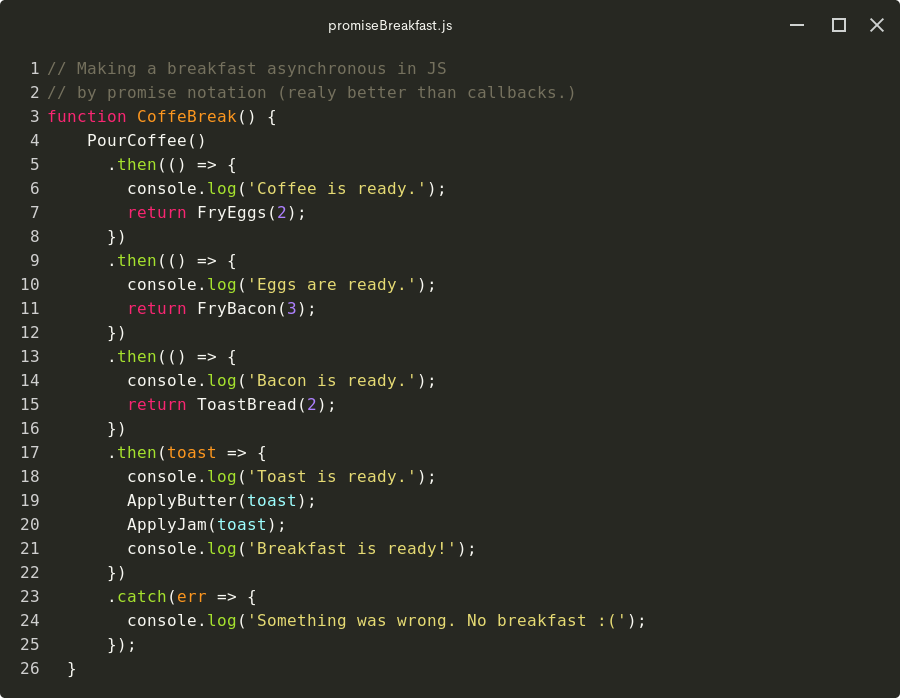 promiseBreakfast.js
1 // Making a breakfast asynchronous in JS
2 // by promise notation (realy better than callbacks.)
3 function CoffeBreak() {
4     PourCoffee()
5       .then(() => {
6         console.log('Coffee is ready.');
7         return FryEggs(2);
8       })
9       .then(() => {
10         console.log('Eggs are ready.');
11         return FryBacon(3);
12       })
13       .then(() => {
14         console.log('Bacon is ready.');
15         return ToastBread(2);
16       })
17       .then(toast => {
18         console.log('Toast is ready.');
19         ApplyButter(toast);
20         ApplyJam(toast);
21         console.log('Breakfast is ready!');
22       })
23       .catch(err => {
24         console.log('Something was wrong. No breakfast :(');
25       });
26   }